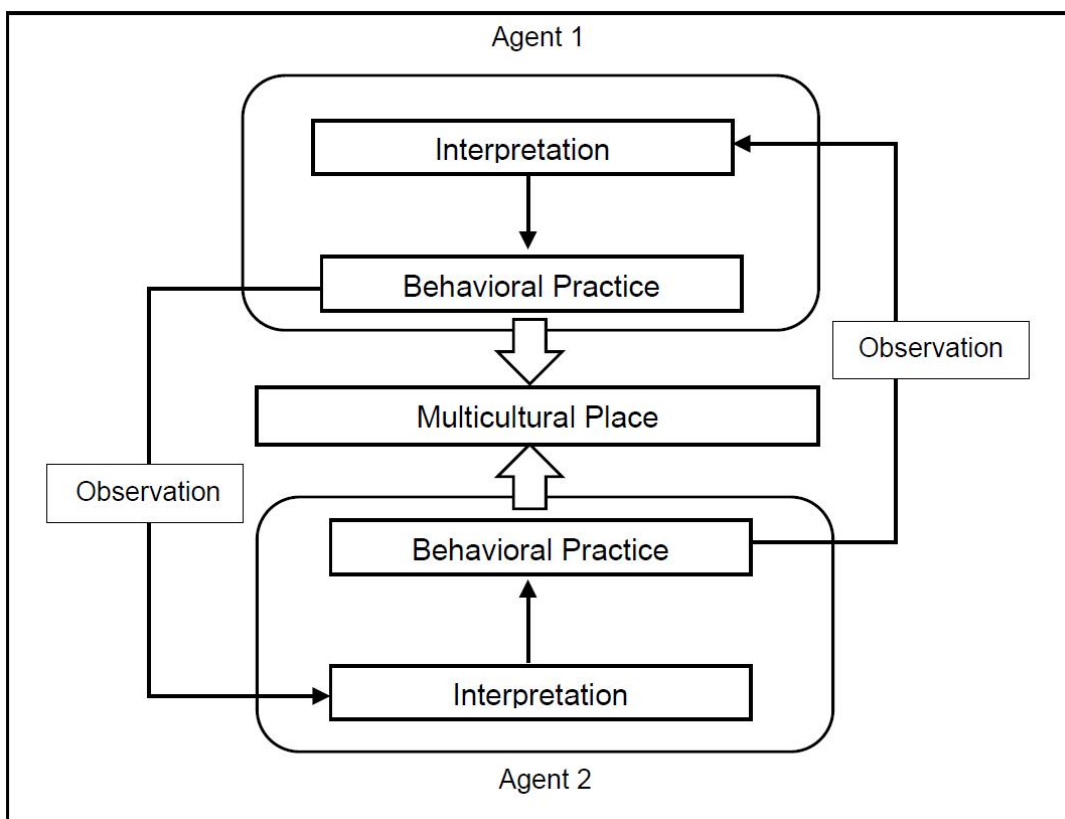 Agent 1
Interpretation
Behavioral Practice
Observation
Multicultural Place
Observation
Behavioral Practice
Interpretation
Agent 2